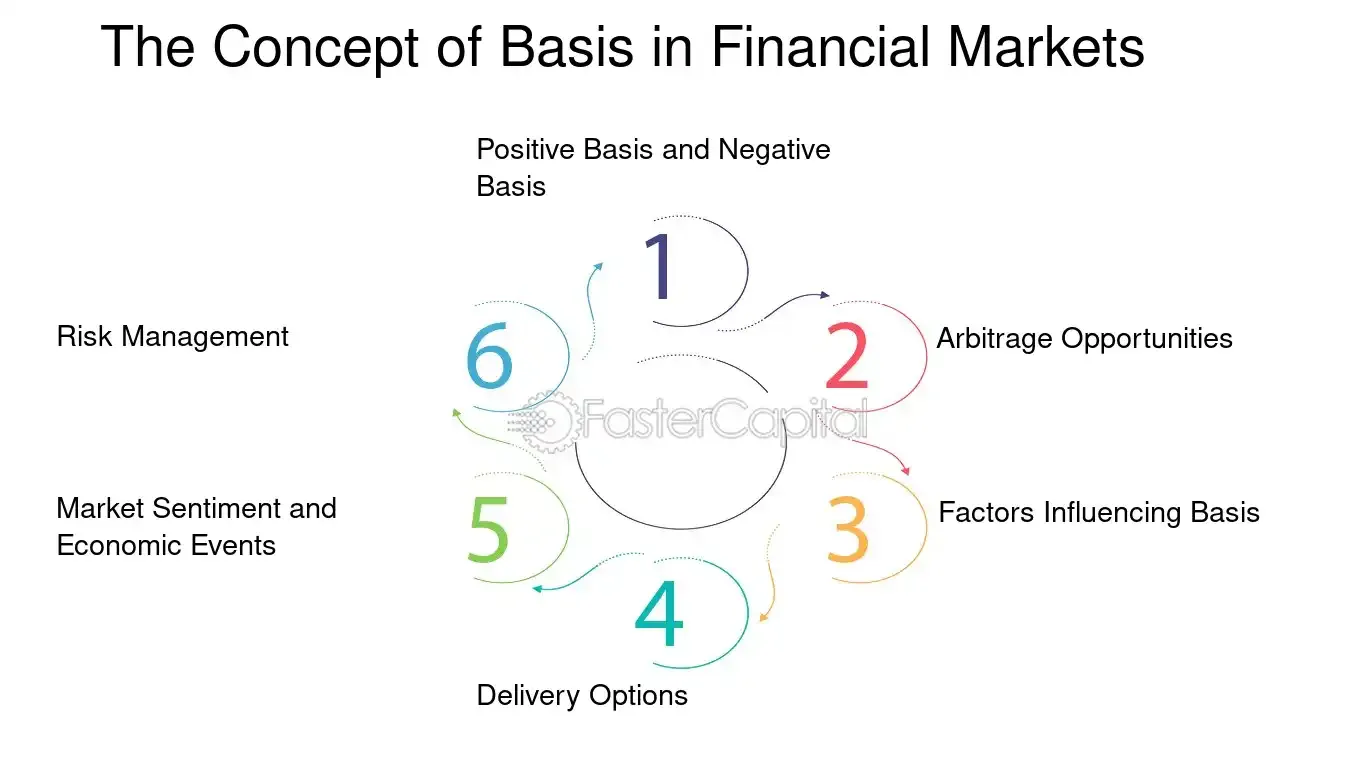 The Concept of Basis in Financial Markets
Positive Basis and Negative
Basis
1
2
Arbitrage Opportunities
3
Factors Influencing Basis
4
Delivery Options
5
Market Sentiment and
Economic Events
6
Risk Management
FasterCapital